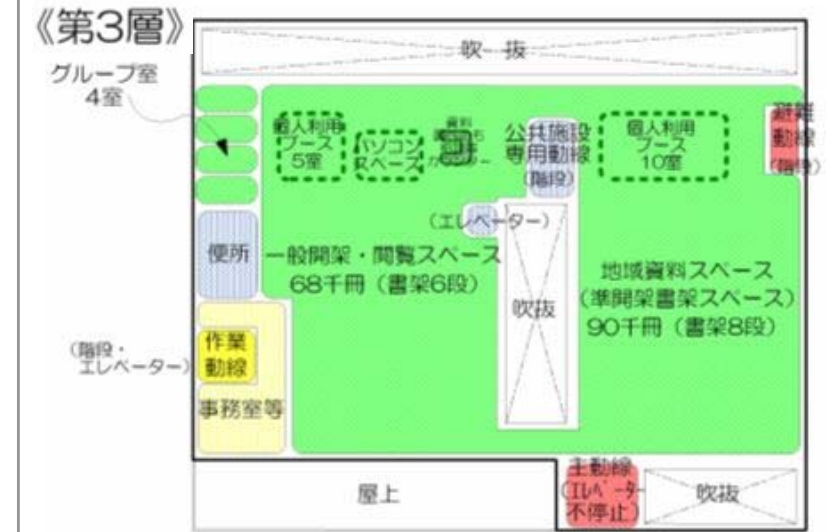 《第3層》
グループ室
4室
吹 抜
個人利用
ブース
5室
パソコン
スペース
資料
カウンター
公共施設
専用動線
(階段)
個人利用
ブース
10室
避難
動線
(階段)
(エレベーター)
便所
一般開架・閲覧スペース
68千冊(書架6段)
吹抜
地域資料スペース
(準開架書架スペース)
90千冊(書架8段)
(階段・
エレベーター)
作業
動線
事務室等
屋上
主動線
(エレベーター
不停止)
吹抜